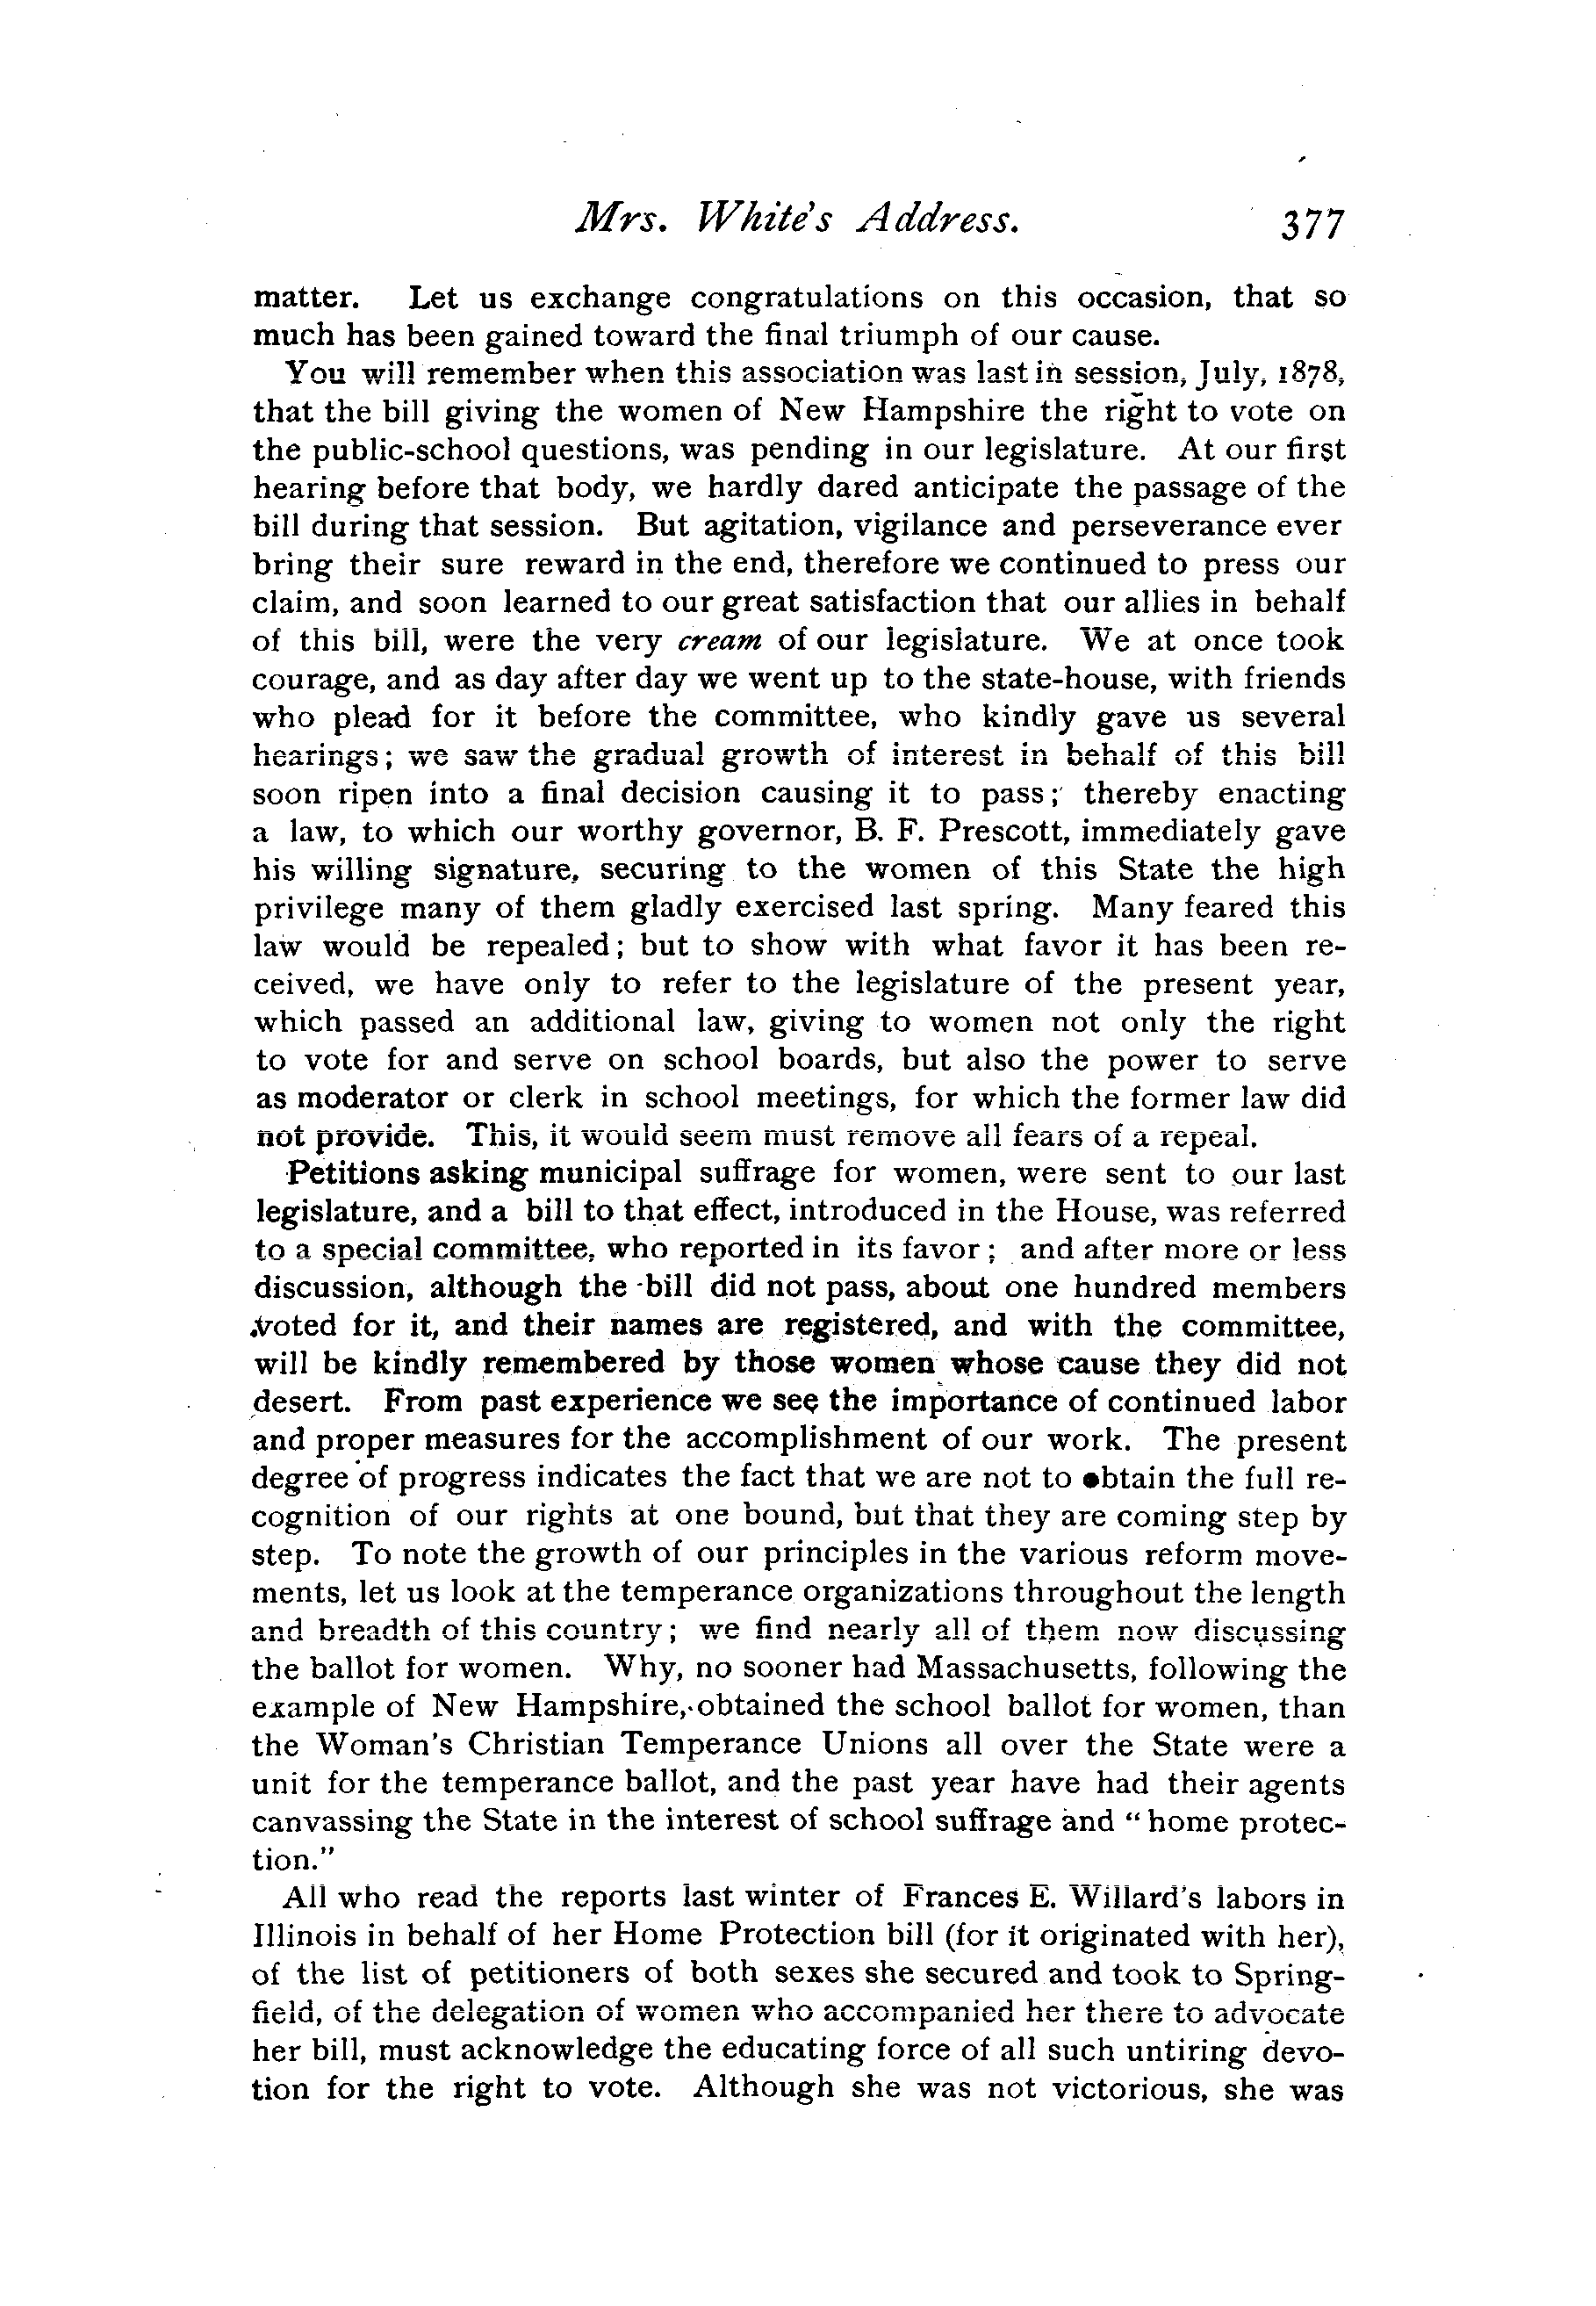 Mrs. White's Address. 377
matter. Let us exchange congratulations on this occasion, that so
much has been gained toward the final triumph of our cause.
You will remember when this association was last in session, July, 1878,
that the bill giving the women of New Hampshire the right to vote on
the public-school questions, was pending in our legislature. At our first
hearing before that body, we hardly dared anticipate the passage of the
bill during that session. But agitation, vigilance and perseverance ever
bring their sure reward in the end, therefore we continued to press our
claim, and soon learned to our great satisfaction that our allies in behalf
of this bill, were the very cream of our legislature. We at once took
courage, and as day after day we went up to the state-house, with friends
who plead for it before the committee, who kindly gave us several
hearings; we saw the gradual growth of interest in behalf of this bill
soon ripen into a final decision causing it to pass; thereby enacting
a law, to which our worthy governor, B. F. Prescott, immediately gave
his willing signature, securing to the women of this State the high
privilege many of them gladly exercised last spring. Many feared this
law would be repealed; but to show with what favor it has been re-
ceived, we have only to refer to the legislature of the present year,
which passed an additional law, giving to women not only the right
to vote for and serve on school boards, but also the power to serve
as moderator or clerk in school meetings, for which the former law did
not provide. This, it would seem must remove all fears of a repeal.
Petitions asking municipal suffrage for women, were sent to our last
legislature, and a bill to that effect, introduced in the House, was referred
to a special committee, who reported in its favor; and after more or less
discussion, although the bill did not pass, about one hundred members
voted for it, and their names are registered, and with the committee,
will be kindly remembered by those women whose cause they did not
desert. From past experience we see the importance of continued labor
and proper measures for the accomplishment of our work. The present
degree of progress indicates the fact that we are not to obtain the full re-
cognition of our rights at one bound, but that they are coming step by
step. To note the growth of our principles in the various reform move-
ments, let us look at the temperance organizations throughout the length
and breadth of this country; we find nearly all of them now discussing
the ballot for women. Why, no sooner had Massachusetts, following the
example of New Hampshire, obtained the school ballot for women, than
the Woman's Christian Temperance Unions all over the State were a
unit for the temperance ballot, and the past year have had their agents
canvassing the State in the interest of school suffrage and "home protec-
tion."
All who read the reports last winter of Frances E. Willard's labors in
Illinois in behalf of her Home Protection bill (for it originated with her),
of the list of petitioners of both sexes she secured and took to Spring-
field, of the delegation of women who accompanied her there to advocate
her bill, must acknowledge the educating force of all such untiring devo-
tion for the right to vote. Although she was not victorious, she was